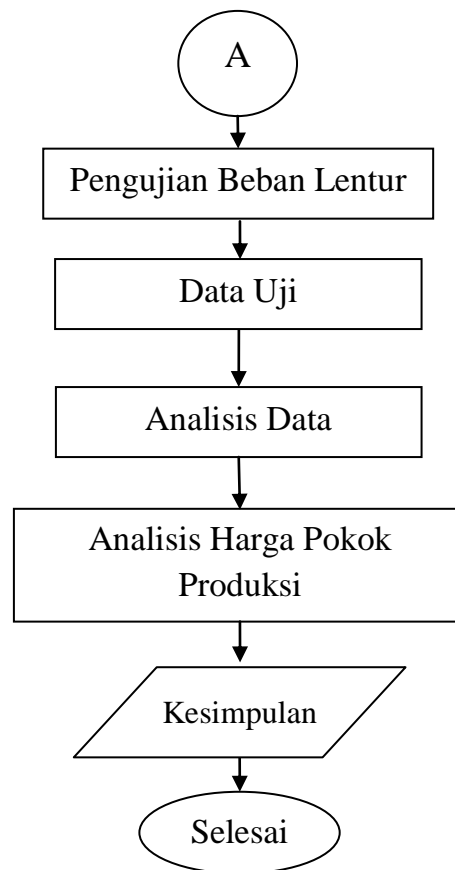 A
Pengujian Beban Lentur
Data Uji
Analisis Data
Analisis Harga Pokok
Produksi
Kesimpulan
Selesai